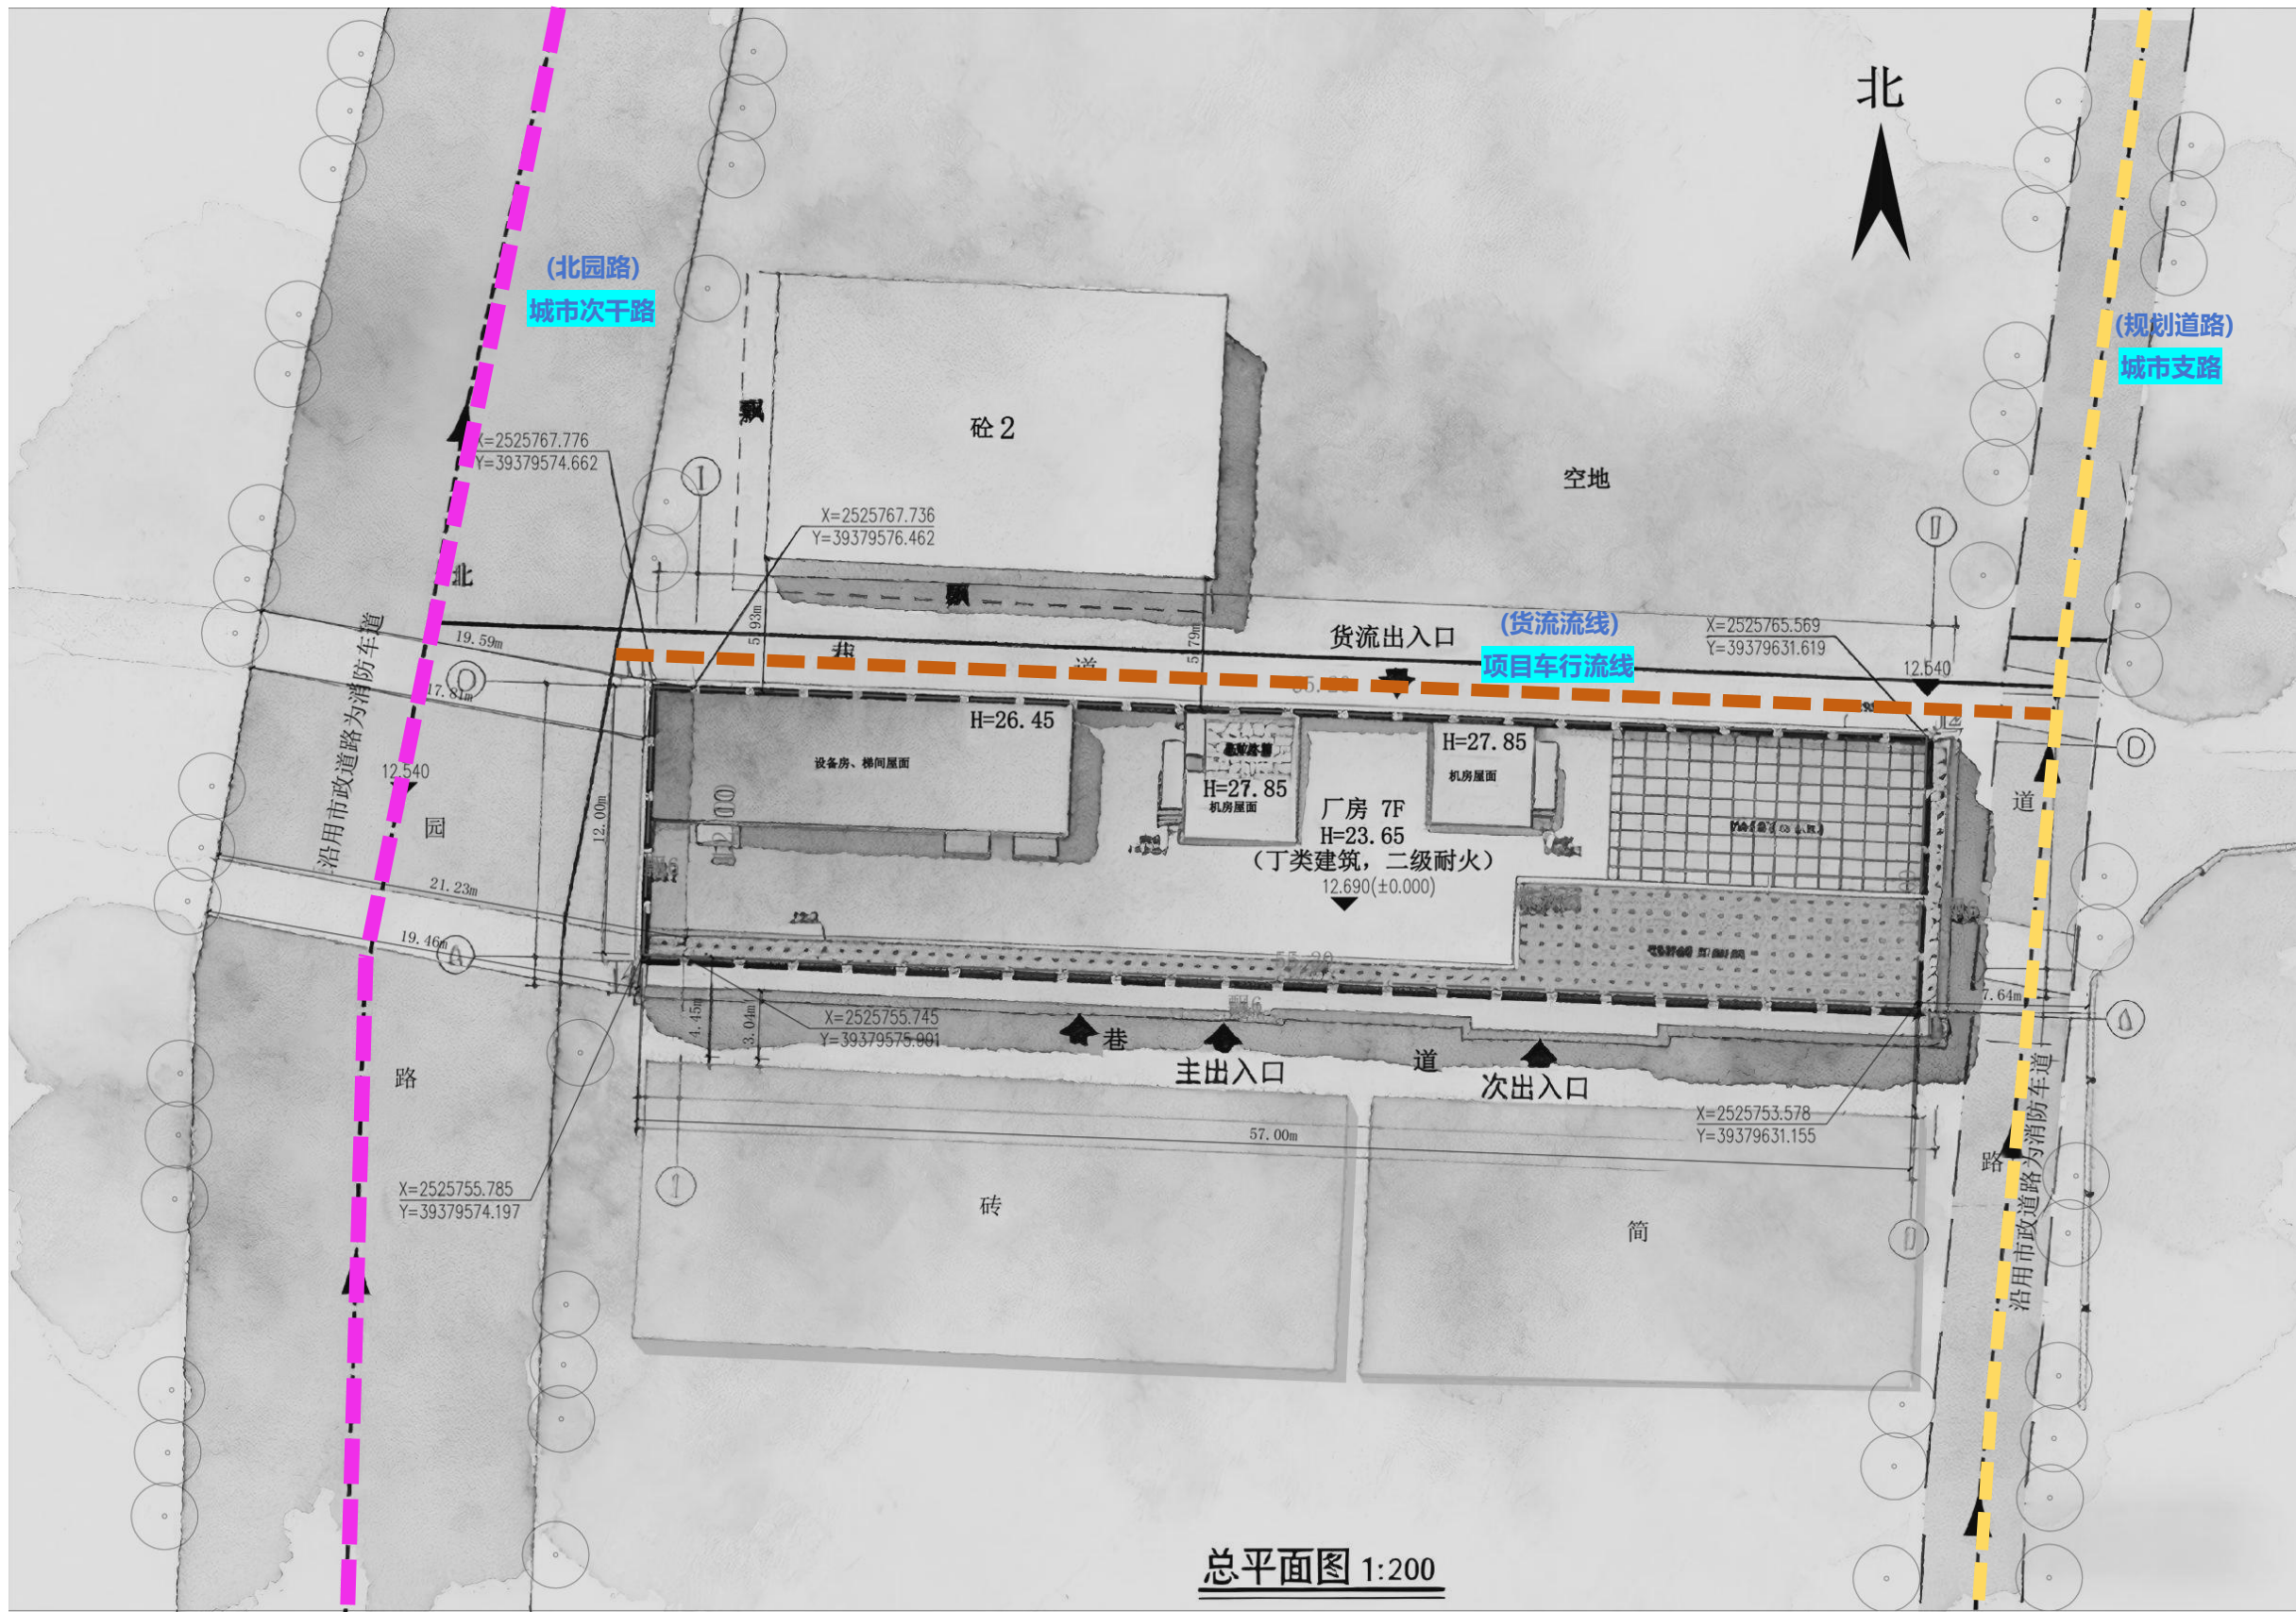 北
(北园路)
城市次干路
(规划道路)
城市支路
X=2525767.776
Y=39379574.662
砼2
空地
X=2525767.736
Y=39379576.462
北
沿用市政道路为消防车道
19.59m
17.81m
5.93m
5.79m
巷
道
货流出入口
(货流流线)
项目车行流线
X=2525765.569
Y=39379631.619
12.540
H=26.45
设备房、梯间屋面
H=27.85
机房屋面
H=27.85
机房屋面
厂房 7F
H=23.65
(丁类建筑, 二级耐火)
12.690(±0.000)
12.540
12.00m
园
道
D
21.23m
19.46m
A
55.20
7.64m
4.45m
3.04m
X=2525755.745
Y=39379575.991
巷
道
主出入口
次出入口
路
路
沿用市政道路为消防车道
X=2525753.578
Y=39379631.155
57.00m
X=2525755.785
Y=39379574.197
砖
简
总平面图 1:200